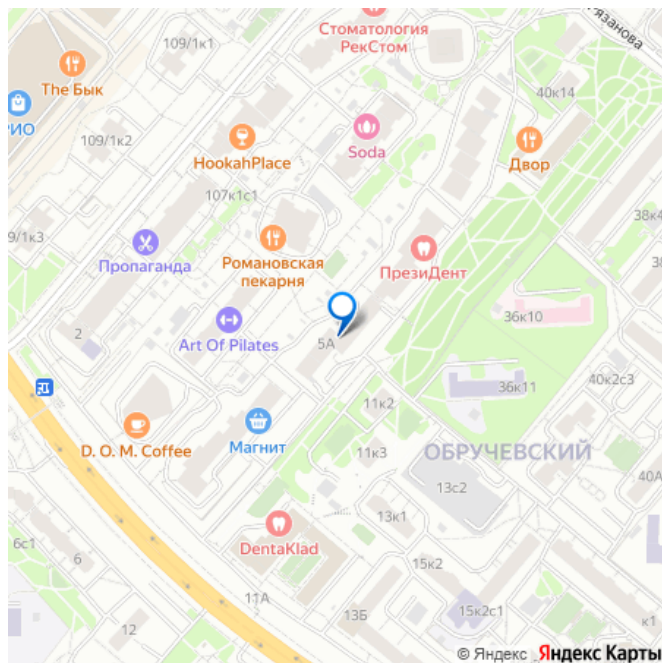 Стоматология
РекСтом
109/1к1
The Бык
РИО
40к14
109/1к2
HookahPlace
Soda
Двор
107к1с1
38к4
9/1к3
Пропаганда
Романовская
пекарня
ПрезиДент
36к10
2
Art Of Pilates
5А
36к11
40к2с3
11к2
D. O. M. Coffee
Магнит
11к3
ОБРУЧЕВСКИЙ
40А
13с2
13к1
DentaKlad
6с1
6
15к2
11А
13Б
15к2с1
12
к1
© Яндекс Яндекс Карты